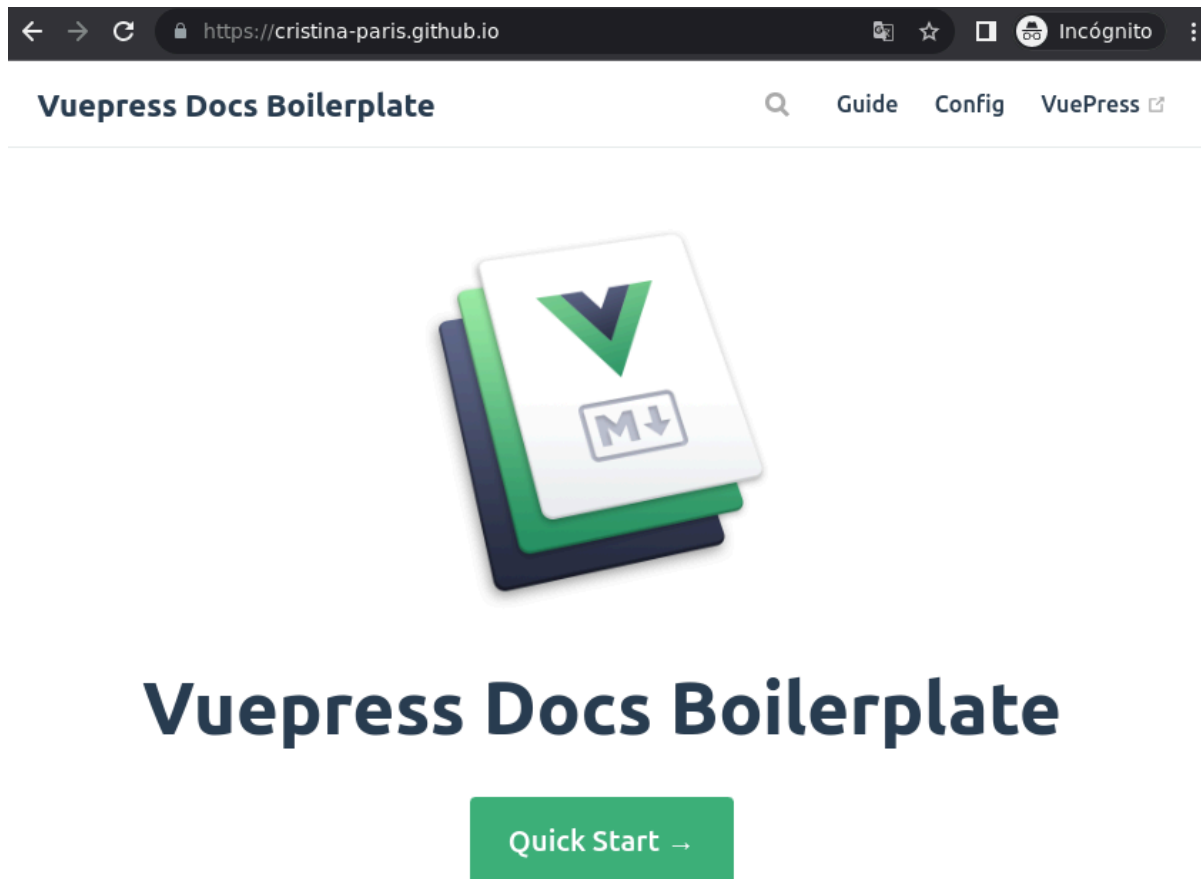 https://cristina-paris.github.io Incógnito
Vuepress Docs Boilerplate Guide Config VuePress
M
Vuepress Docs Boilerplate
Quick Start →